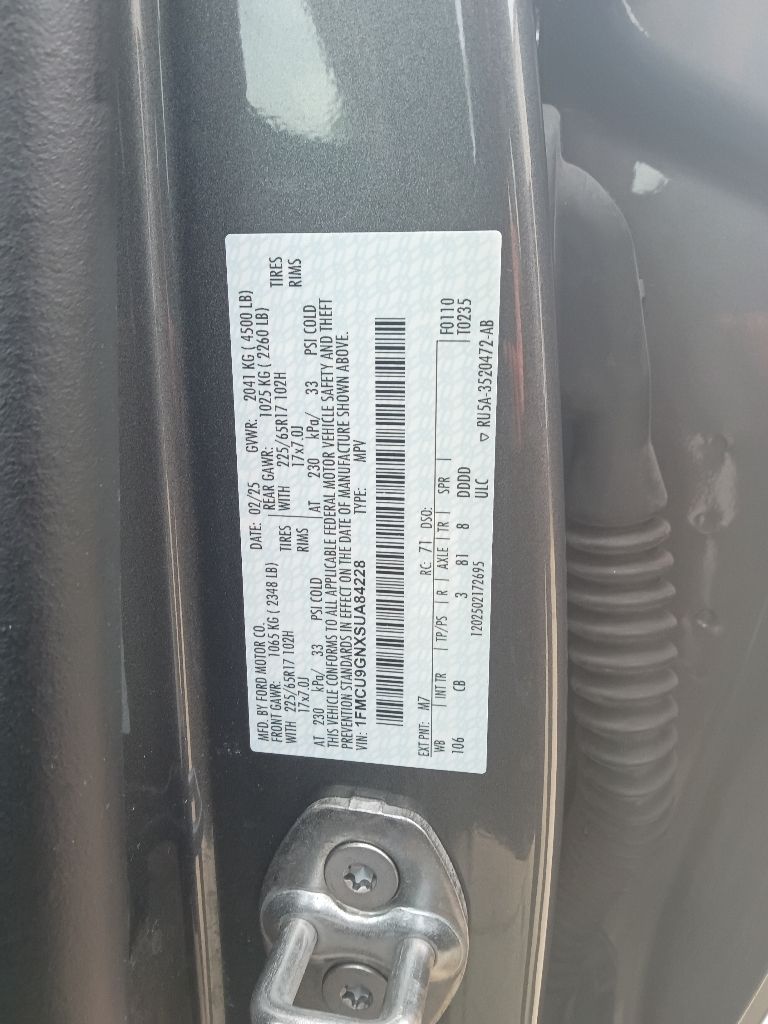 MFD. BY FORD MOTOR CO.
DATE: 02/25 GVWR: 2041 KG ( 4500 LB)
FRONT GAWR: 1065 KG ( 2348 LB) REAR GAWR: 1025 KG ( 2260 LB)
WITH 225/65R17 102H TIRES WITH 225/65R17 102H TIRES
17x7.0J RIMS 17x7.0J RIMS
AT 230 kPa/ 33 PSI COLD AT 230 kPa/ 33 PSI COLD
THIS VEHICLE CONFORMS TO ALL APPLICABLE FEDERAL MOTOR VEHICLE SAFETY AND THEFT
PREVENTION STANDARDS IN EFFECT ON THE DATE OF MANUFACTURE SHOWN ABOVE.
VIN: 1FMCU9GNXSUA84228 TYPE: MPV
EXT PNT: M7 RC: 71 DSO: F0110
WB INT TR TP/PS R AXLE TR SPR T0235
106 CB 3 81 8 DDDD
1202502172695 ULC RU5A-3520472-AB